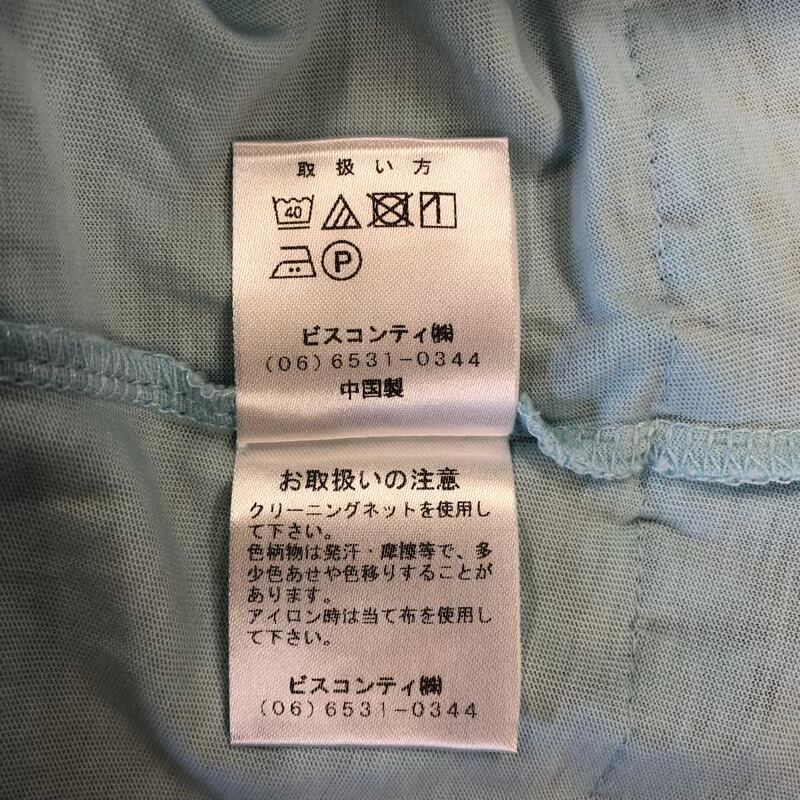 取扱い方
40
P
ビスコンティ㈱
(06)6531-0344
中国製
お取扱いの注意
クリーニングネットを使用し
て下さい。
色柄物は発汗・摩擦等で、多
少色あせや色移りすることが
あります。
アイロン時は当て布を使用し
て下さい。
ビスコンティ㈱
(06)6531-0344